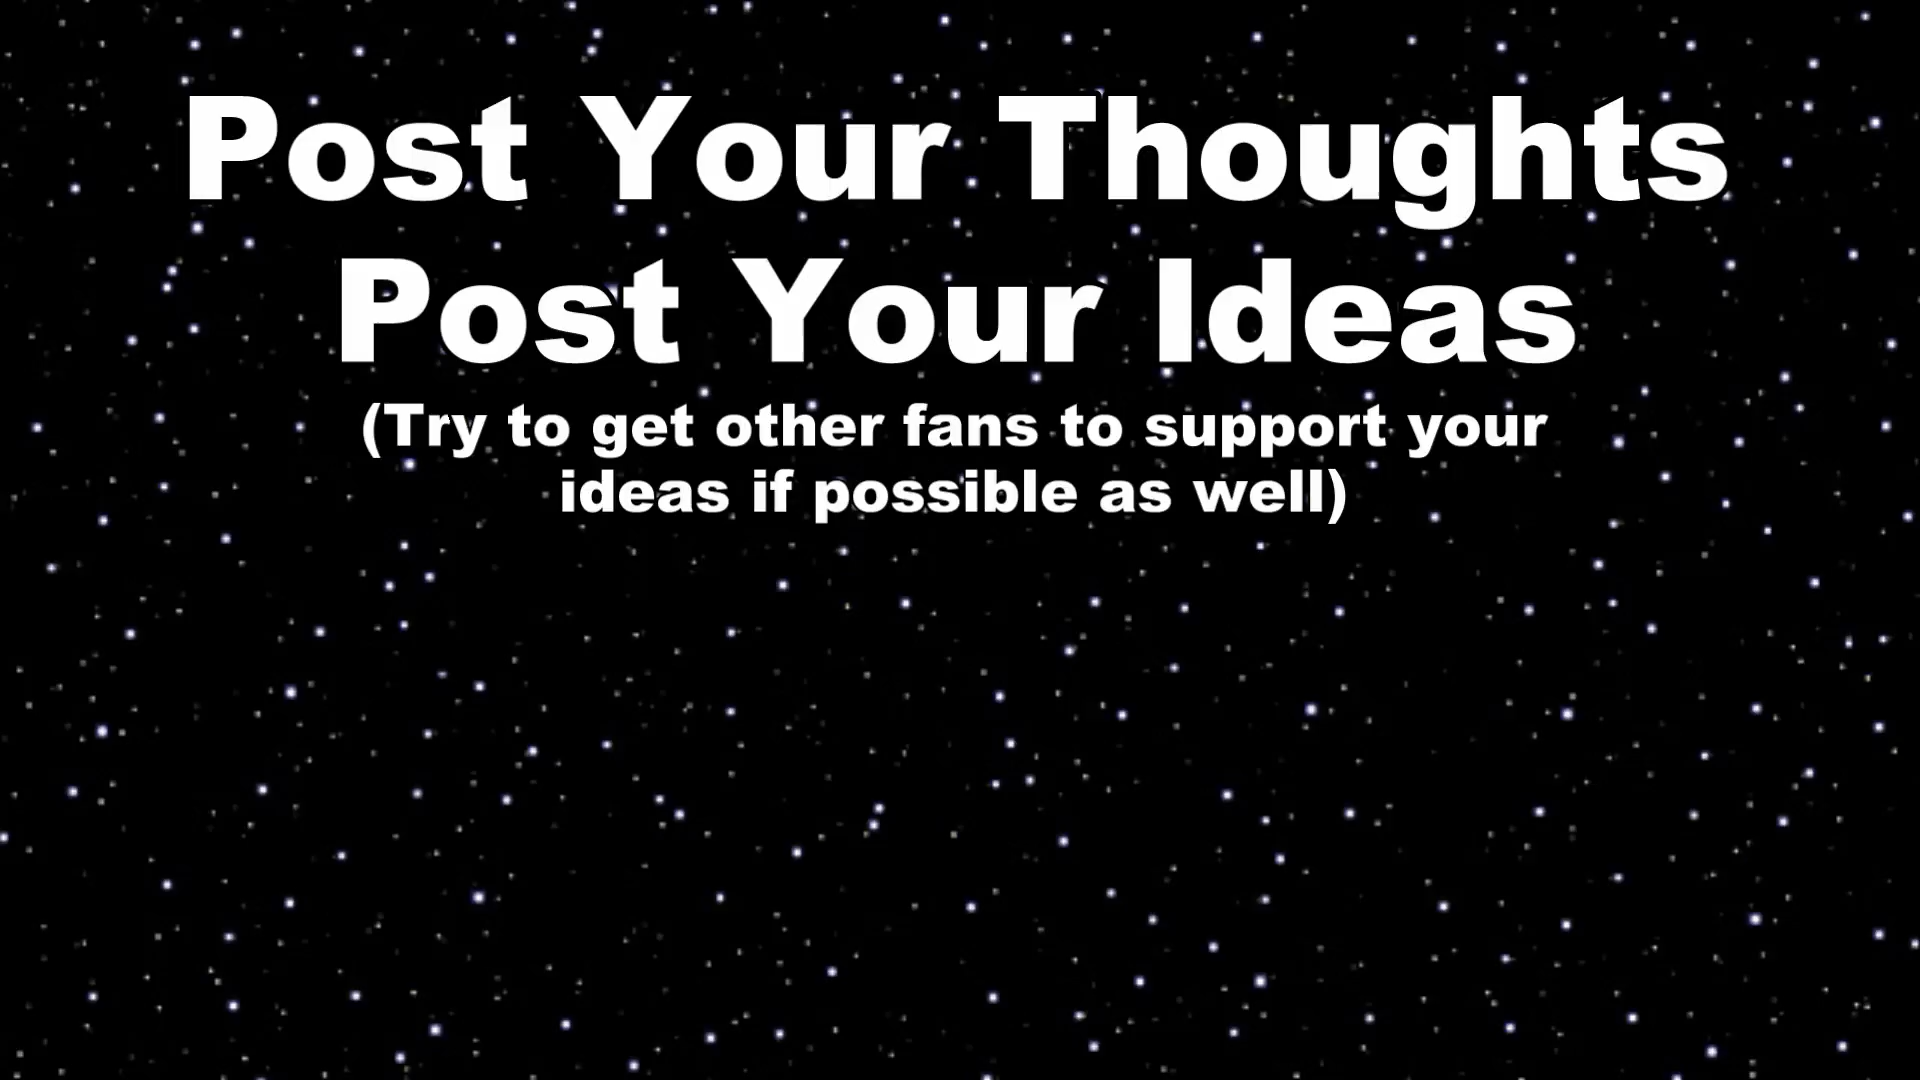 Post Your Thoughts
Post Your Ideas
(Try to get other fans to support your
ideas if possible as well)